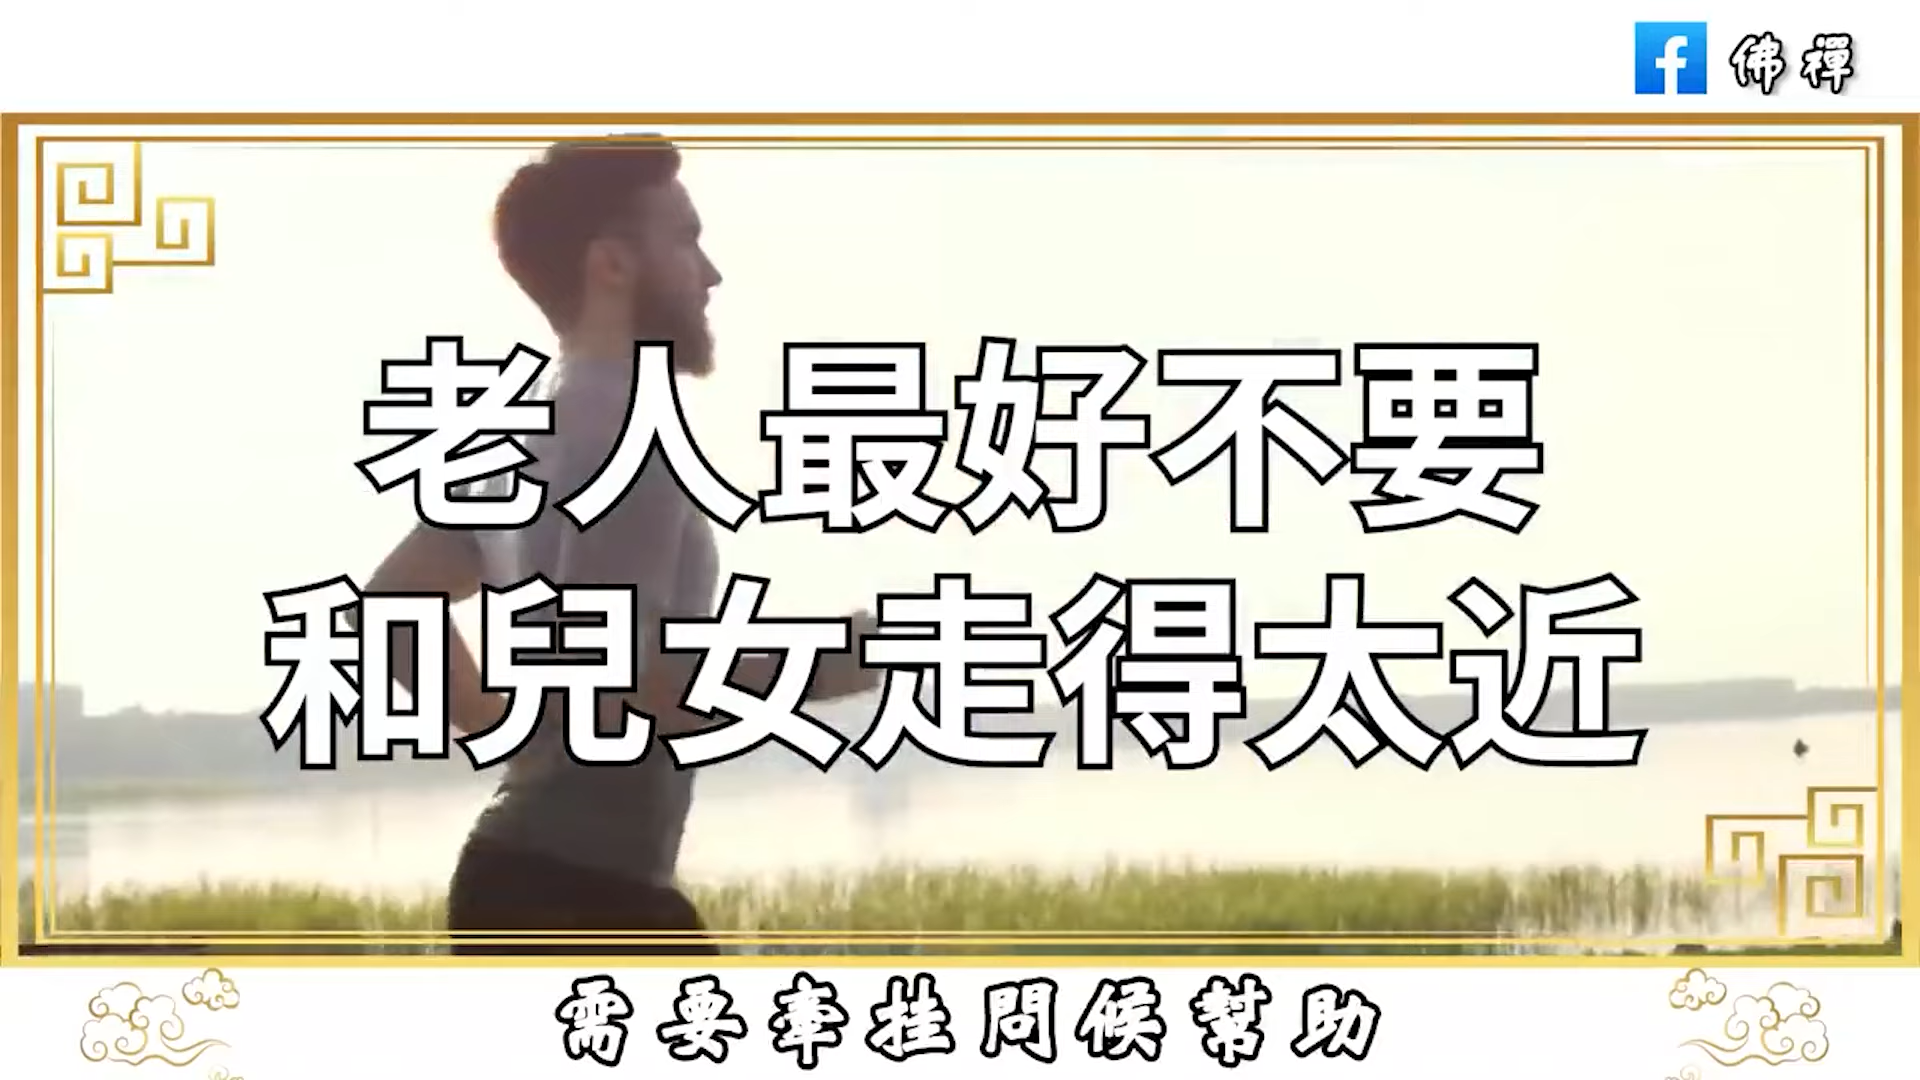 佛禪
老人最好不要
和兒女走得太近
需要牽挂問候幫助